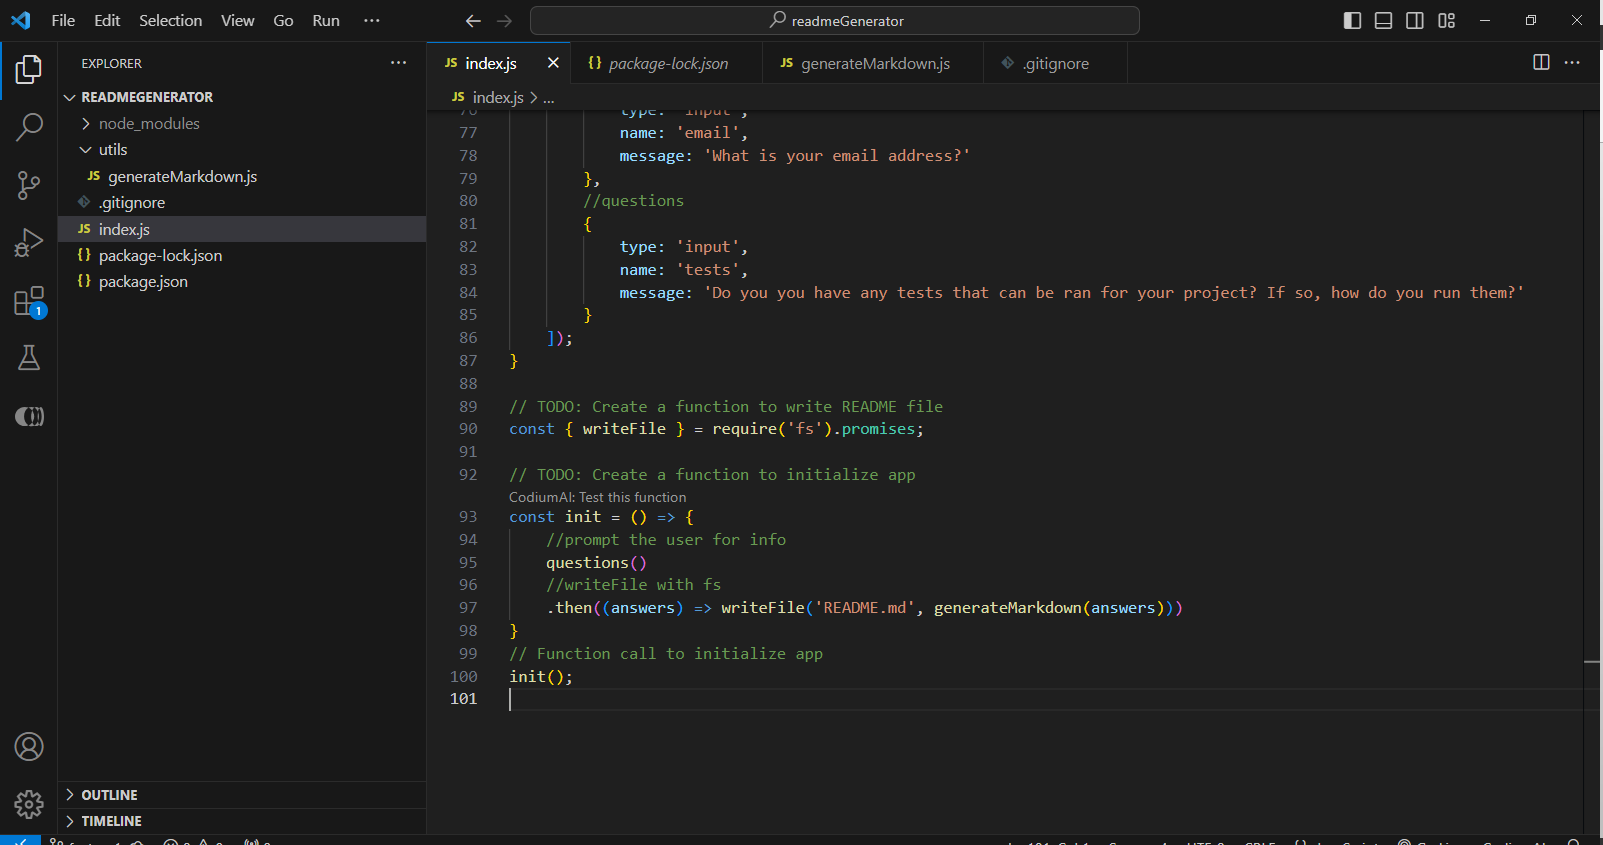 File Edit Selection View Go Run ···
readmeGenerator
EXPLORER
READMEGENERATOR
node_modules
utils
JS generateMarkdown.js
.gitignore
JS index.js
{} package-lock.json
{} package.json
1
OUTLINE
TIMELINE
JS index.js
{} package-lock.json
JS generateMarkdown.js
.gitignore
JS index.js > ...
76 type: 'input',
77 name: 'email',
78 message: 'What is your email address?'
79 },
80 //questions
81 {
82 type: 'input',
83 name: 'tests',
84 message: 'Do you you have any tests that can be ran for your project? If so, how do you run them?'
85 }
86 ]);
87 }
88
89 // TODO: Create a function to write README file
90 const { writeFile } = require('fs').promises;
91
92 // TODO: Create a function to initialize app
CodiumAI: Test this function
93 const init = () => {
94 //prompt the user for info
95 questions()
96 //writeFile with fs
97 .then((answers) => writeFile('README.md', generateMarkdown(answers)))
98 }
99 // Function call to initialize app
100 init();
101